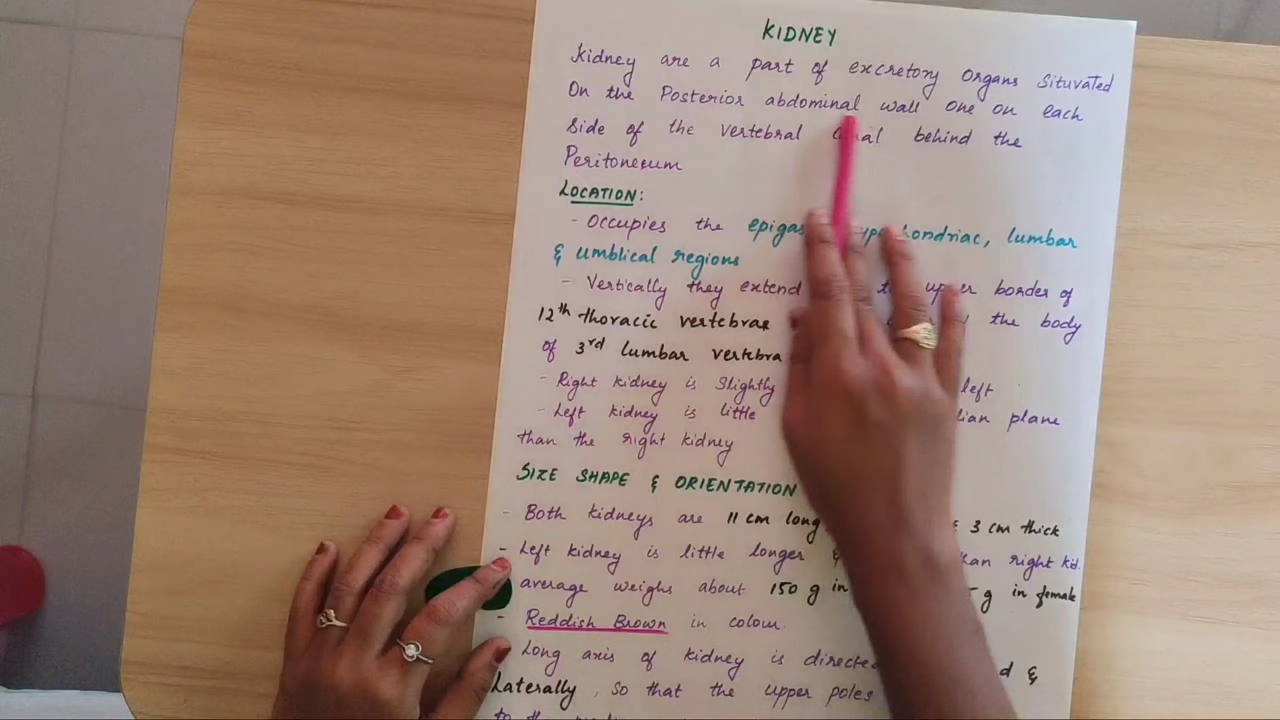 KIDNEY
Kidney are a part of excretory Organs Situvated
On the Posterior abdominal wall one on each
Side of the vertebral behind the
Peritoneum
LOCATION:
- Occupies the lumbar
& umblical regions
- Vertically they extend border of
12th thoracic vertebrae the body
of 3rd lumbar vertebra
- Right kidney is Slightly left
- Left kidney is little plane
than the right kidney
SIZE SHAPE & ORIENTATION
- Both kidneys are 11 cm long 3 cm thick
- Left kidney is little longer & than right kid.
average weighs about 150 g in g in female
- Reddish Brown in colour.
Long axis of kidney is directed &
Laterally, so that the upper poles